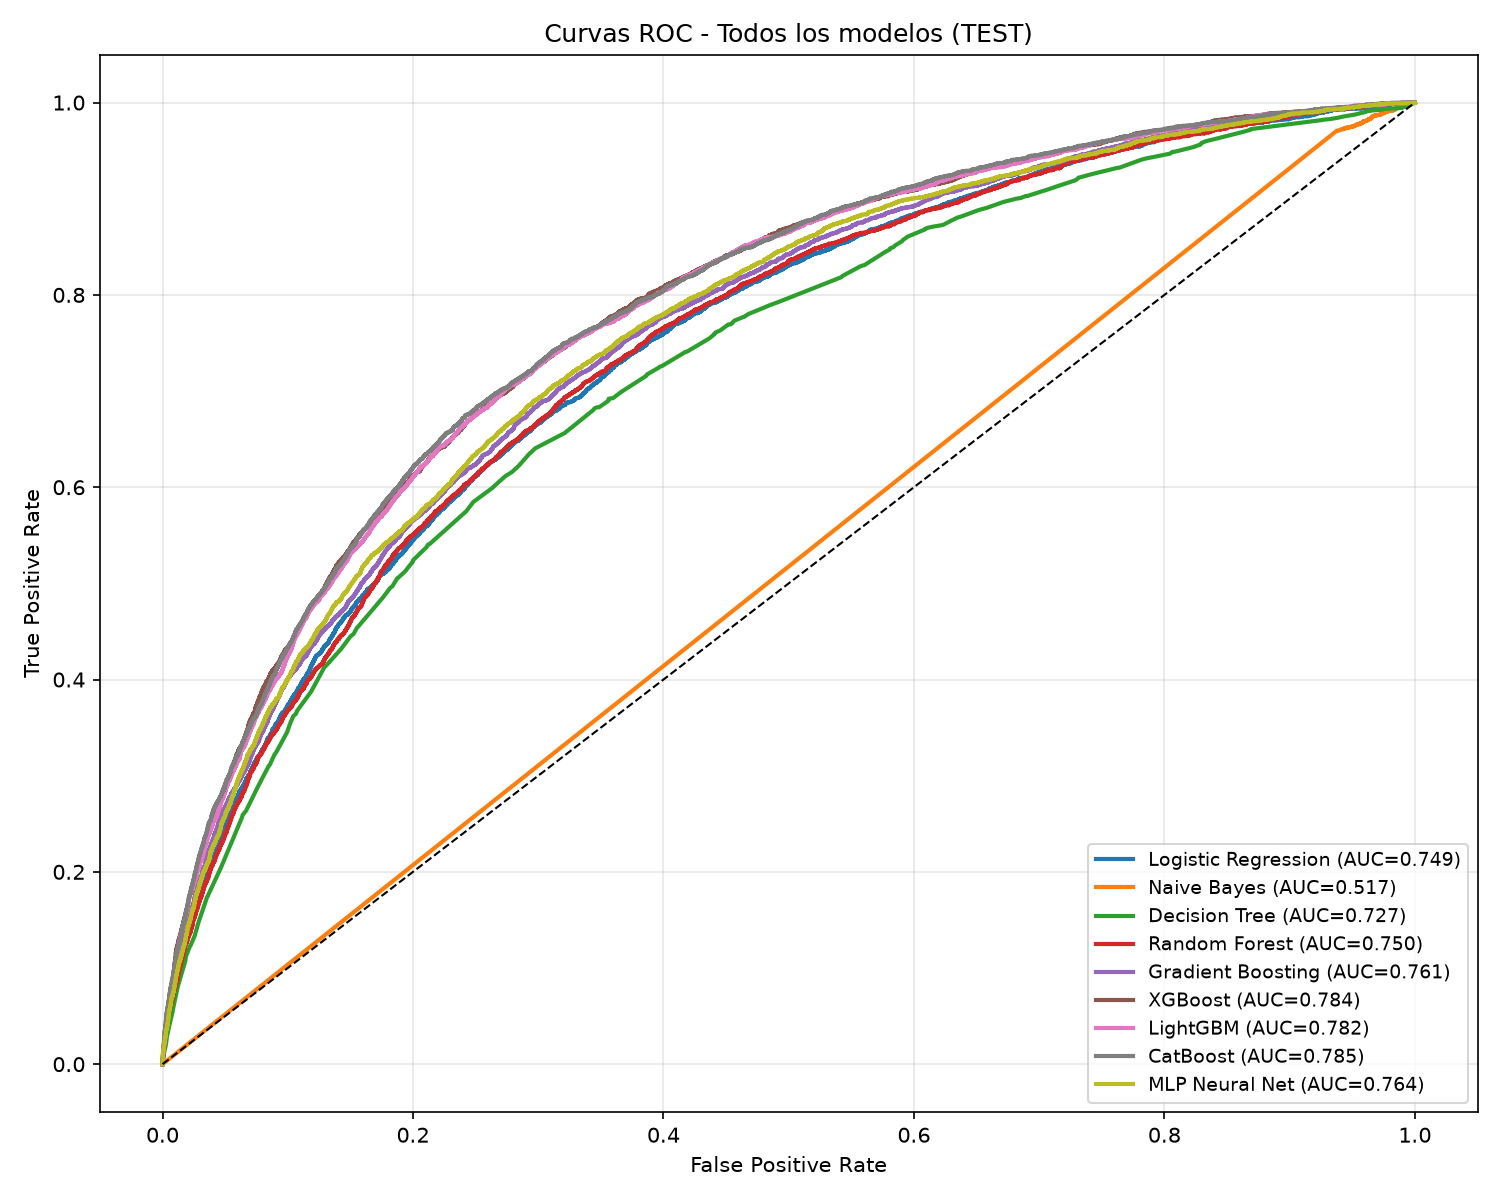 Curvas ROC - Todos los modelos (TEST)
1.0
0.8
0.6
0.4
0.2
0.0
True Positive Rate
0.0 0.2 0.4 0.6 0.8 1.0
False Positive Rate
Logistic Regression (AUC=0.749)
Naive Bayes (AUC=0.517)
Decision Tree (AUC=0.727)
Random Forest (AUC=0.750)
Gradient Boosting (AUC=0.761)
XGBoost (AUC=0.784)
LightGBM (AUC=0.782)
CatBoost (AUC=0.785)
MLP Neural Net (AUC=0.764)